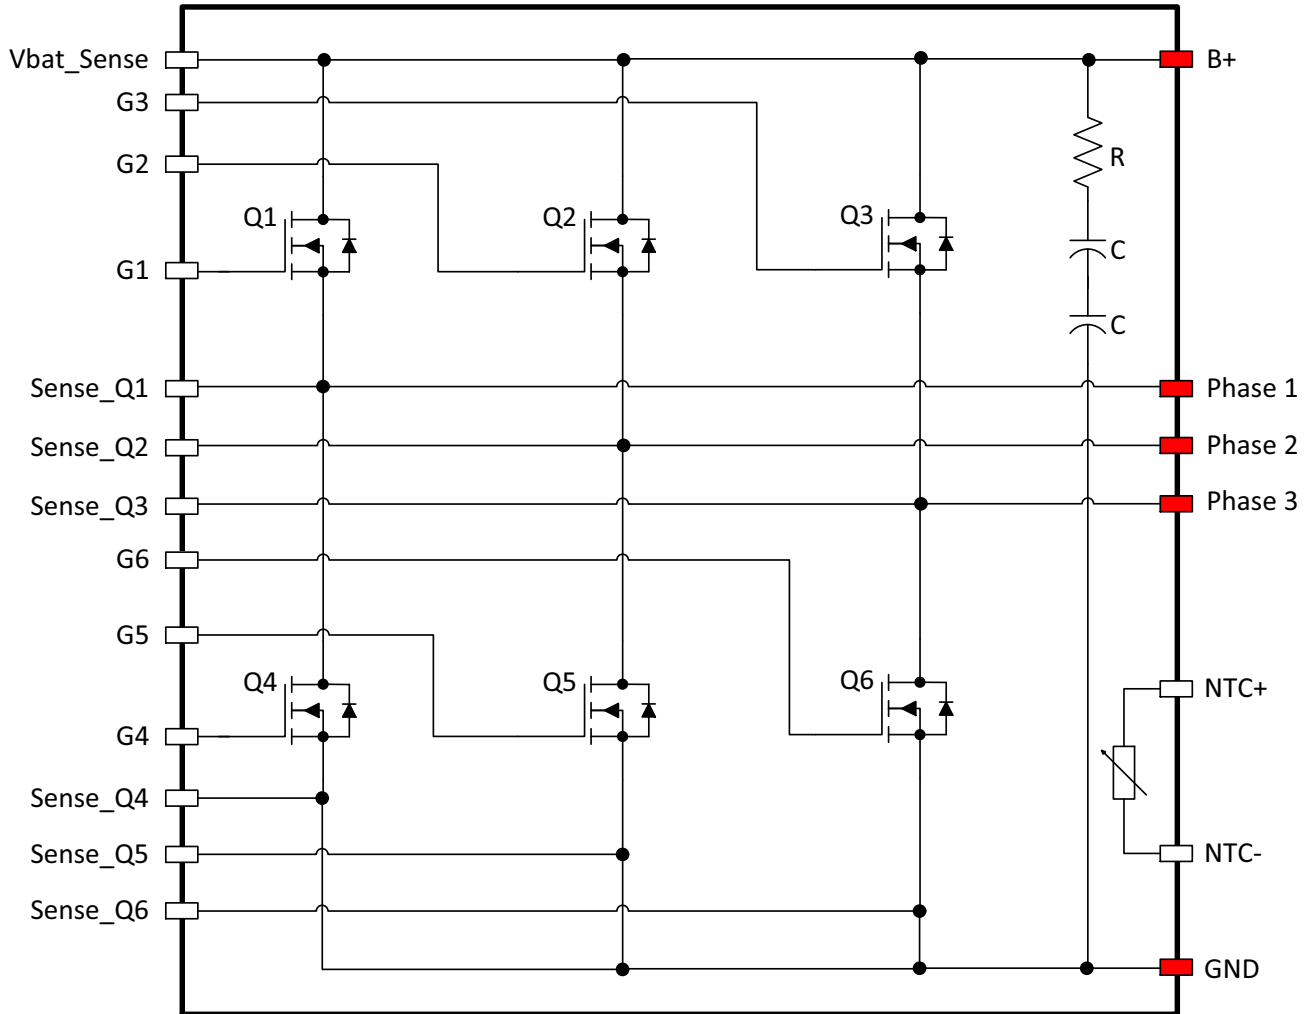 Vbat_Sense
B+
G3
G2
R
Q1
Q2
Q3
C
G1
C
Sense_Q1
Phase 1
Sense_Q2
Phase 2
Sense_Q3
Phase 3
G6
G5
Q4
Q5
Q6
NTC+
G4
Sense_Q4
Sense_Q5
NTC-
Sense_Q6
GND